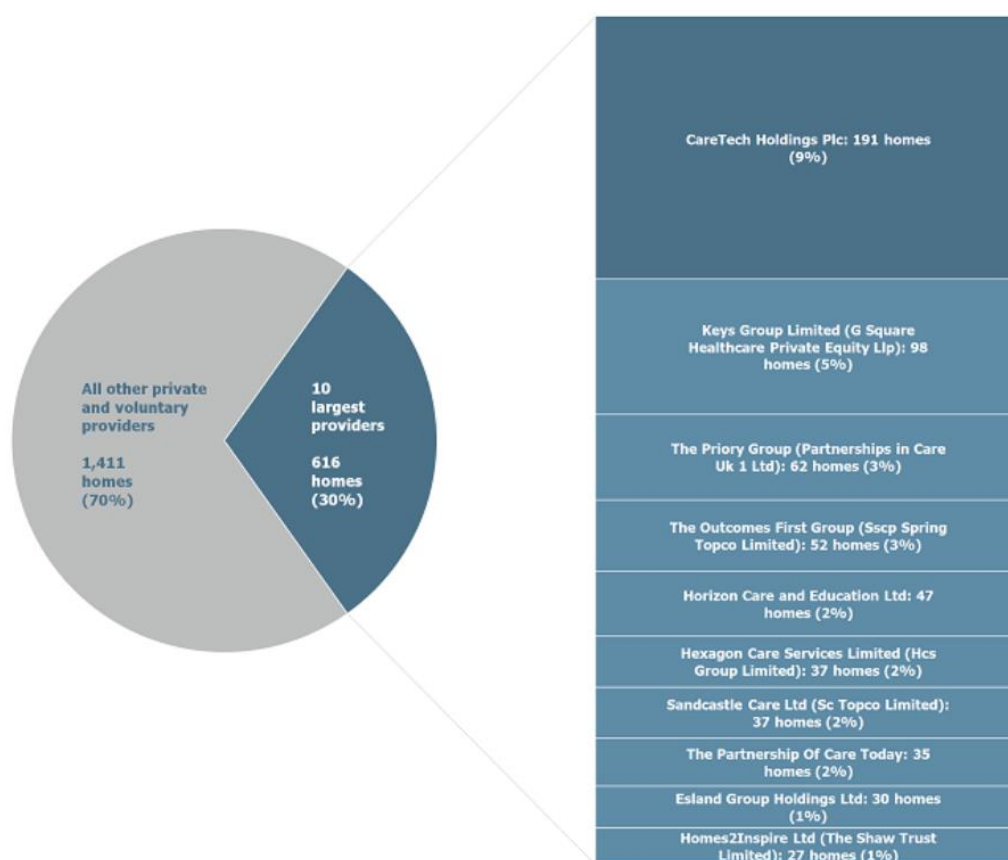 All other private
and voluntary
providers
1,411
homes
(70%)
10
largest
providers
616
homes
(30%)
CareTech Holdings Plc: 191 homes
(9%)
Keys Group Limited (G Square
Healthcare Private Equity Llp): 98
homes (5%)
The Priory Group (Partnerships in Care
Uk 1 Ltd): 62 homes (3%)
The Outcomes First Group (Sscp Spring
Topco Limited): 52 homes (3%)
Horizon Care and Education Ltd: 47
homes (2%)
Hexagon Care Services Limited (Hcs
Group Limited): 37 homes (2%)
Sandcastle Care Ltd (Sc Topco Limited):
37 homes (2%)
The Partnership Of Care Today: 35
homes (2%)
Esland Group Holdings Ltd: 30 homes
(1%)
Homes2Inspire Ltd (The Shaw Trust
Limited): 27 homes (1%)